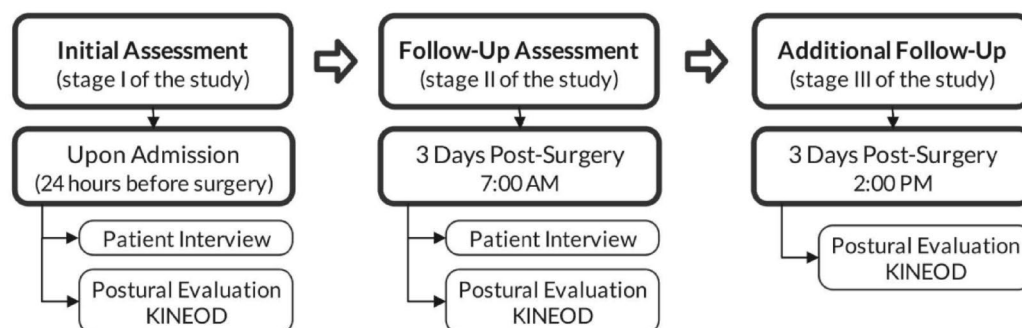 Initial Assessment
(stage I of the study)
Follow-Up Assessment
(stage II of the study)
Additional Follow-Up
(stage III of the study)
Upon Admission
(24 hours before surgery)
3 Days Post-Surgery
7:00 AM
3 Days Post-Surgery
2:00 PM
Patient Interview
Postural Evaluation
KINEOD
Patient Interview
Postural Evaluation
KINEOD
Postural Evaluation
KINEOD